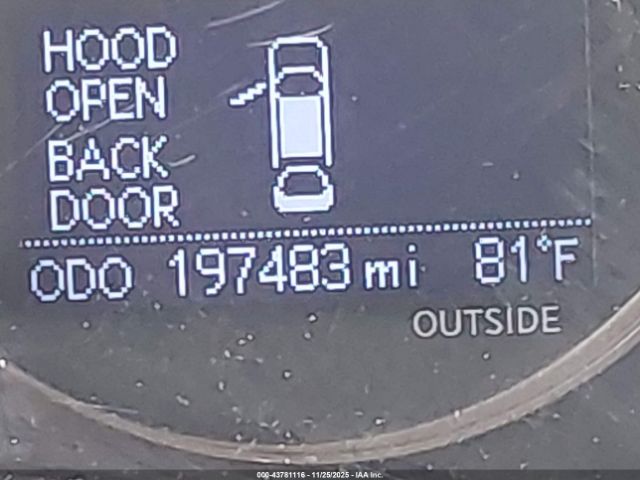 HOOD
OPEN
BACK
DOOR
ODO 197483 mi 81°F
OUTSIDE
000-43781116 - 11/25/2025 - IAA Inc.